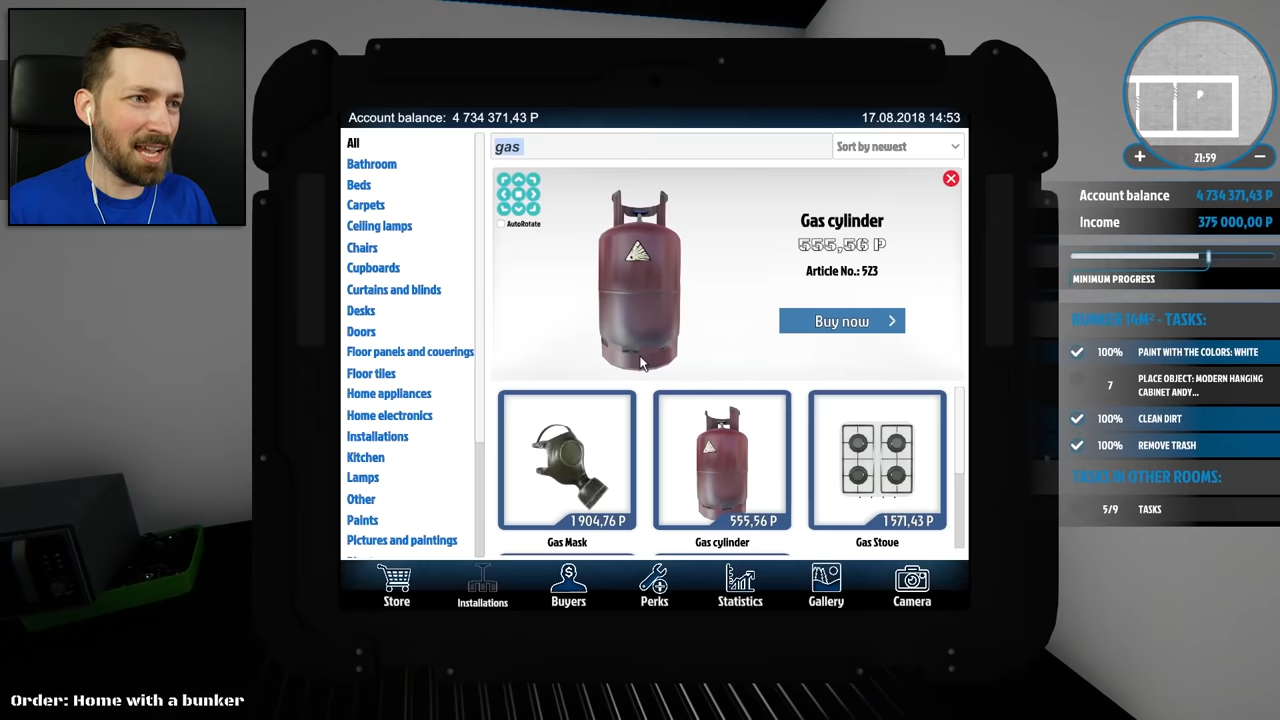 Account balance: 4 734 371,43 P
17.08.2018 14:53
All
Bathroom
Beds
Carpets
Ceiling lamps
Chairs
Cupboards
Curtains and blinds
Desks
Doors
Floor panels and coverings
Floor tiles
Home appliances
Home electronics
Installations
Kitchen
Lamps
Other
Paints
Pictures and paintings
gas
Sort by newest
AutoRotate
Gas cylinder
555,56 P
Article No.: 523
Buy now
1 904,76 P
555,56 P
1 571,43 P
Gas Mask
Gas cylinder
Gas Stove
Store
Installations
Buyers
Perks
Statistics
Gallery
Camera
21:59
Account balance 4 734 371,43 P
Income 375 000,00 P
MINIMUM PROGRESS
BUNKER 14M² - TASKS:
100% PAINT WITH THE COLORS: WHITE
7 PLACE OBJECT: MODERN HANGING
CABINET ANDY...
100% CLEAN DIRT
100% REMOVE TRASH
TASKS IN OTHER ROOMS:
5/9 TASKS
Order: Home with a bunker